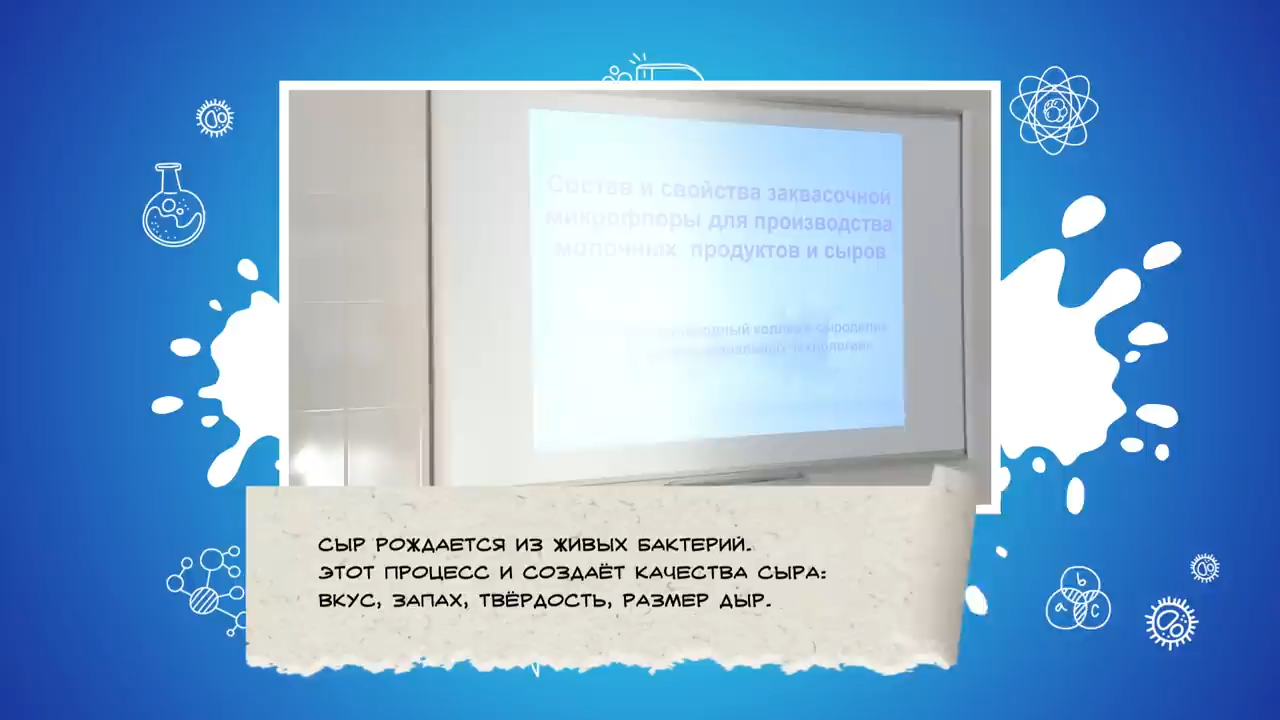 Состав и свойства заквасочной
микрофлоры для производства
молочных продуктов и сыров
СЫР РОЖДАЕТСЯ ИЗ ЖИВЫХ БАКТЕРИЙ.
ЭТОТ ПРОЦЕСС И СОЗДАЁТ КАЧЕСТВА СЫРА:
ВКУС, ЗАПАХ, ТВЁРДОСТЬ, РАЗМЕР ДЫР.
b
a c